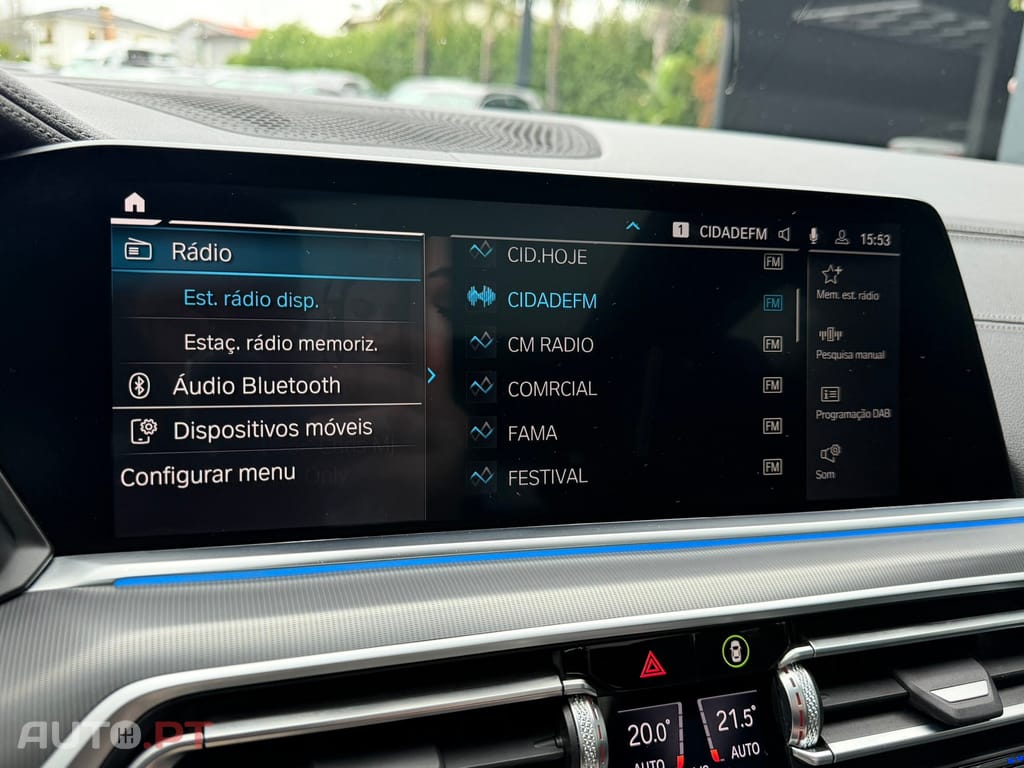 1 CIDADEFM 15:53
Rádio
Est. rádio disp.
Estaç. rádio memoriz.
Áudio Bluetooth
Dispositivos móveis
Configurar menu
CID.HOJE FM
CIDADEFM FM
CM RADIO FM
COMRCIAL FM
FAMA FM
FESTIVAL FM
Mem. est. rádio
Pesquisa manual
Programação DAB
Som
20.0°
AUTO
21.5°
AUTO
AUTO.PT